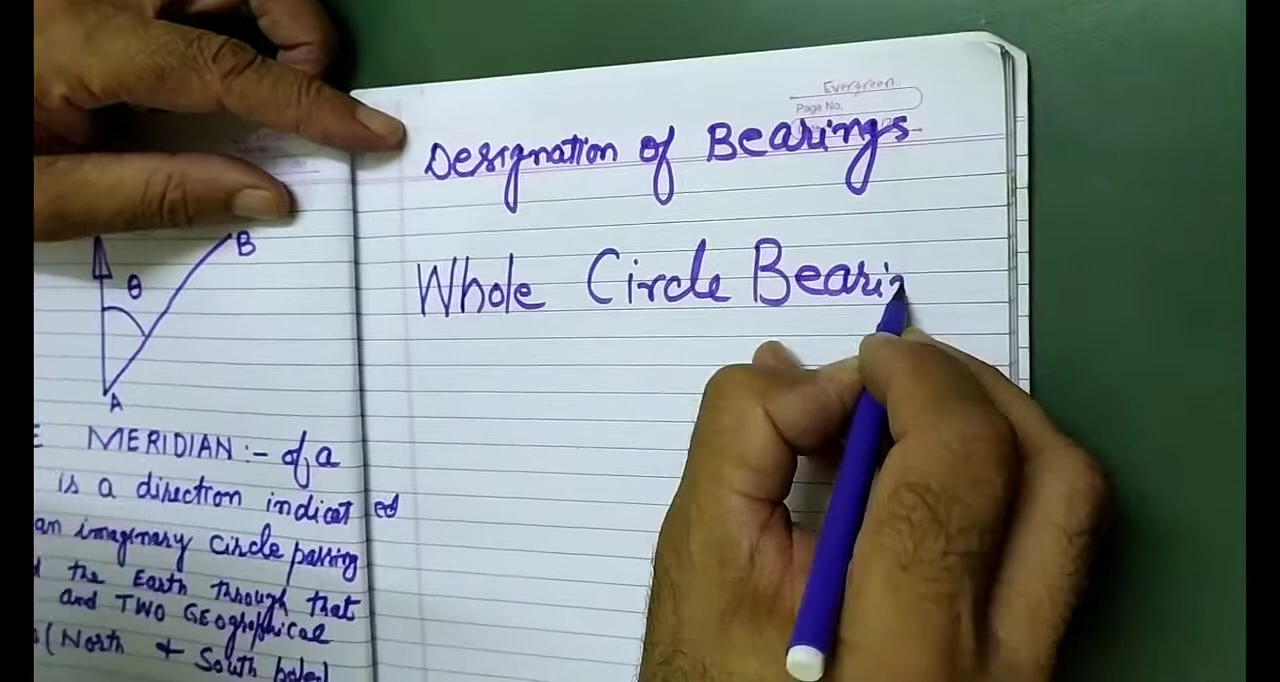 θ
B
A
MERIDIAN :- of a
is a direction indicated
an imaginary circle passing
the Earth through that
and TWO GEographical
(North + South poles)
Evergreen
Page No.
Designation of Bearings
Whole Circle Bearin